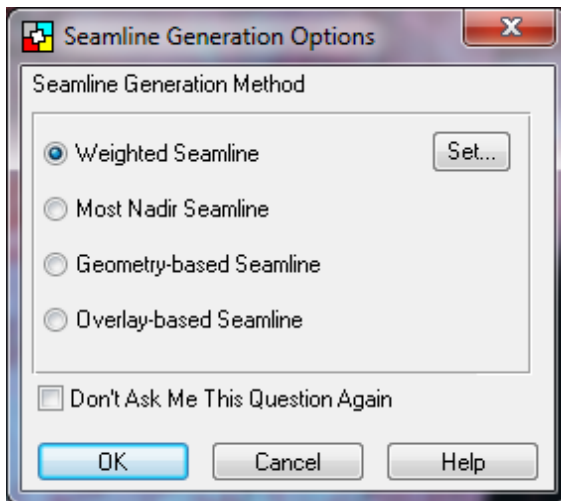 Seamline Generation Options
Seamline Generation Method
Weighted Seamline
Set...
Most Nadir Seamline
Geometry-based Seamline
Overlay-based Seamline
Don't Ask Me This Question Again
OK
Cancel
Help